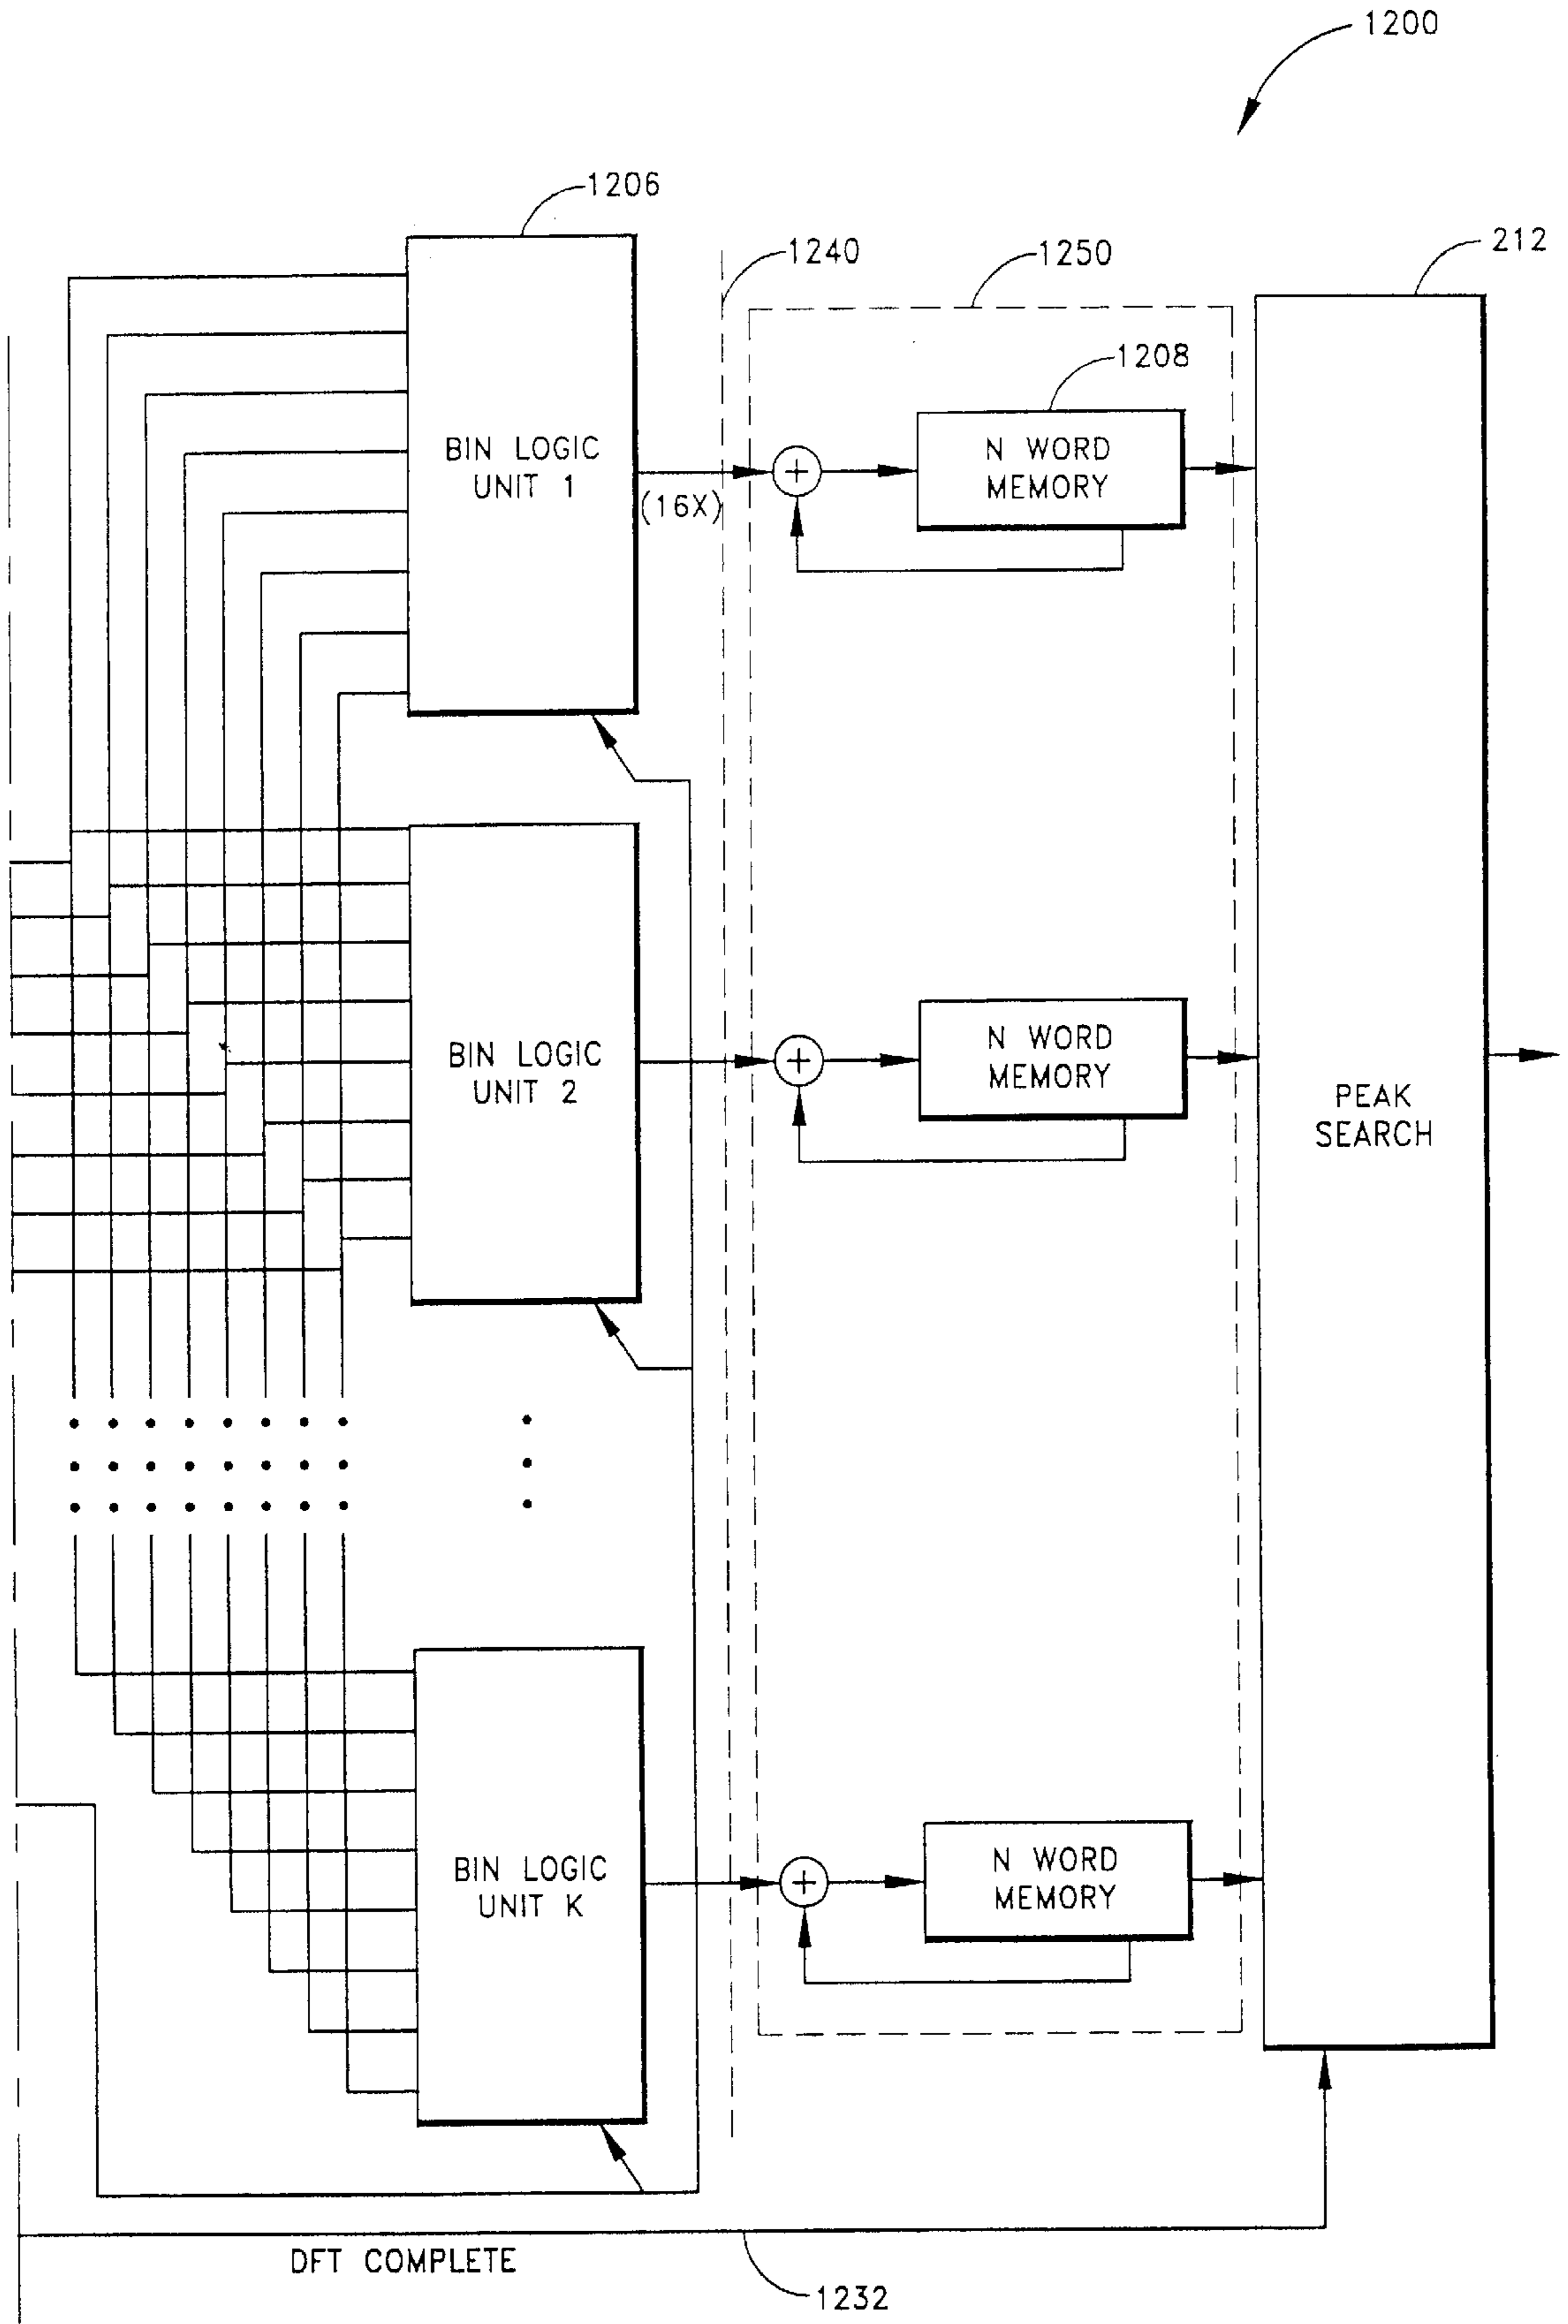 1200
1206
1240
1250
212
1208
BIN LOGIC
UNIT 1
(16X)
N WORD
MEMORY
BIN LOGIC
UNIT 2
N WORD
MEMORY
PEAK
SEARCH
BIN LOGIC
UNIT K
N WORD
MEMORY
DFT COMPLETE
1232